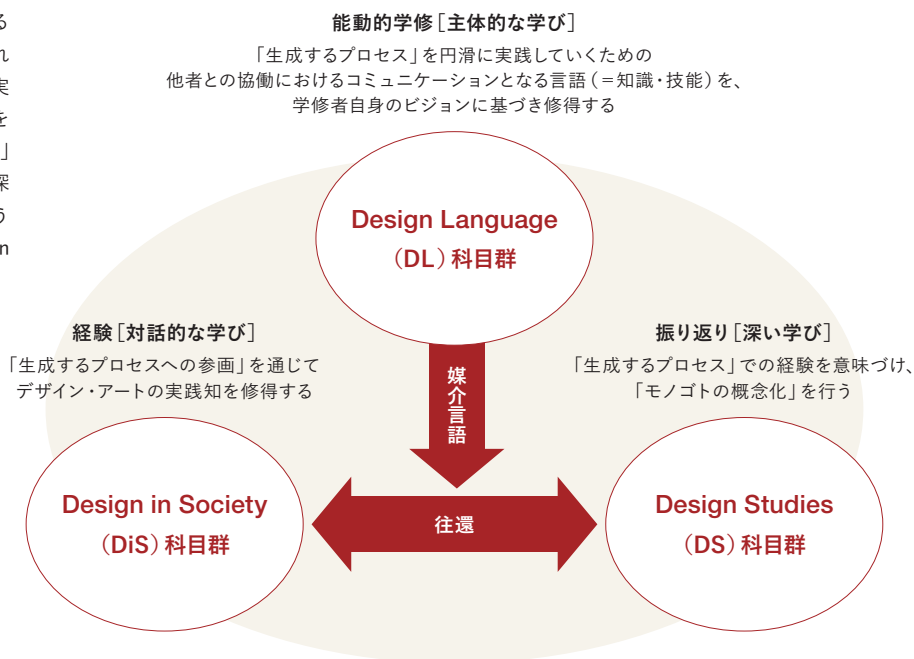 る
れ
実
を
」
深
う
n
能動的学修［主体的な学び］
「生成するプロセス」を円滑に実践していくための
他者との協働におけるコミュニケーションとなる言語（＝知識・技能）を、
学修者自身のビジョンに基づき修得する
Design Language
（DL）科目群
経験［対話的な学び］
「生成するプロセスへの参画」を通じて
デザイン・アートの実践知を修得する
振り返り［深い学び］
「生成するプロセス」での経験を意味づけ、
「モノゴトの概念化」を行う
媒介言語
Design in Society
（DiS）科目群
往還
Design Studies
（DS）科目群